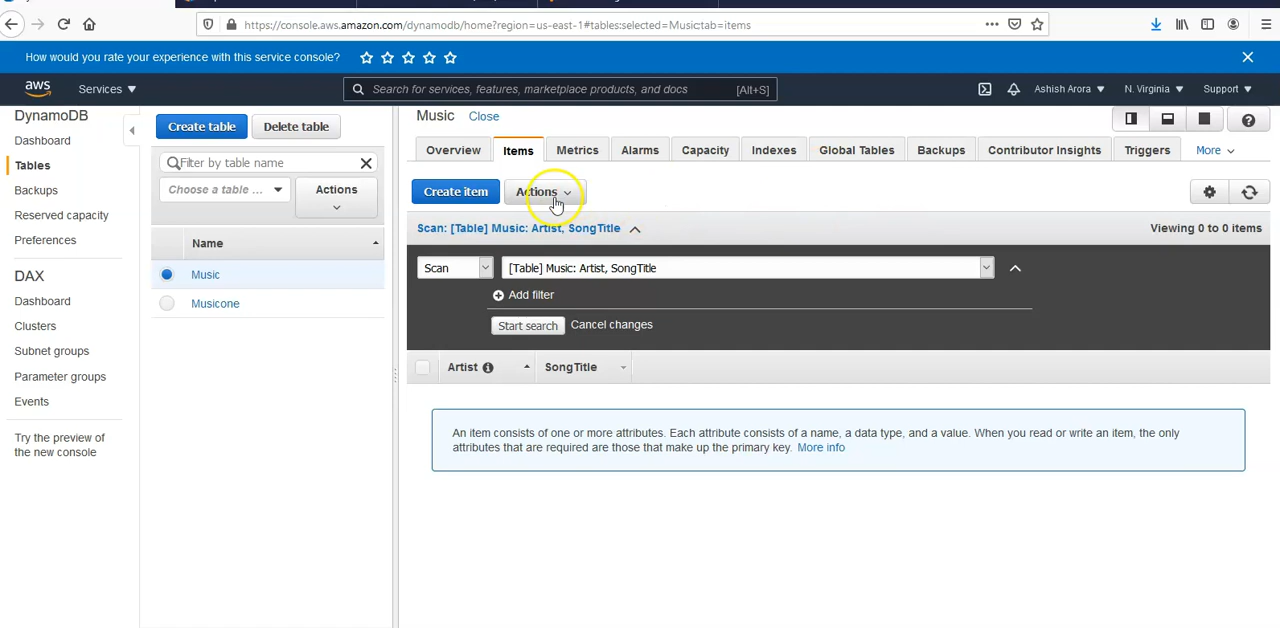 https://console.aws.amazon.com/dynamodb/home?region=us-east-1#tables:selected=Music;tab=items
How would you rate your experience with this service console?
aws
Services
Search for services, features, marketplace products, and docs
[Alt+S]
Ashish Arora
N. Virginia
Support
DynamoDB
Dashboard
Tables
Backups
Reserved capacity
Preferences
DAX
Dashboard
Clusters
Subnet groups
Parameter groups
Events
Try the preview of
the new console
Create table
Delete table
Filter by table name
Choose a table ...
Actions
Name
Music
Musicone
Music
Close
Overview
Items
Metrics
Alarms
Capacity
Indexes
Global Tables
Backups
Contributor Insights
Triggers
More
Create item
Actions
Scan: [Table] Music: Artist, SongTitle
Viewing 0 to 0 items
Scan
[Table] Music: Artist, SongTitle
Add filter
Start search
Cancel changes
Artist
SongTitle
An item consists of one or more attributes. Each attribute consists of a name, a data type, and a value. When you read or write an item, the only
attributes that are required are those that make up the primary key. More info